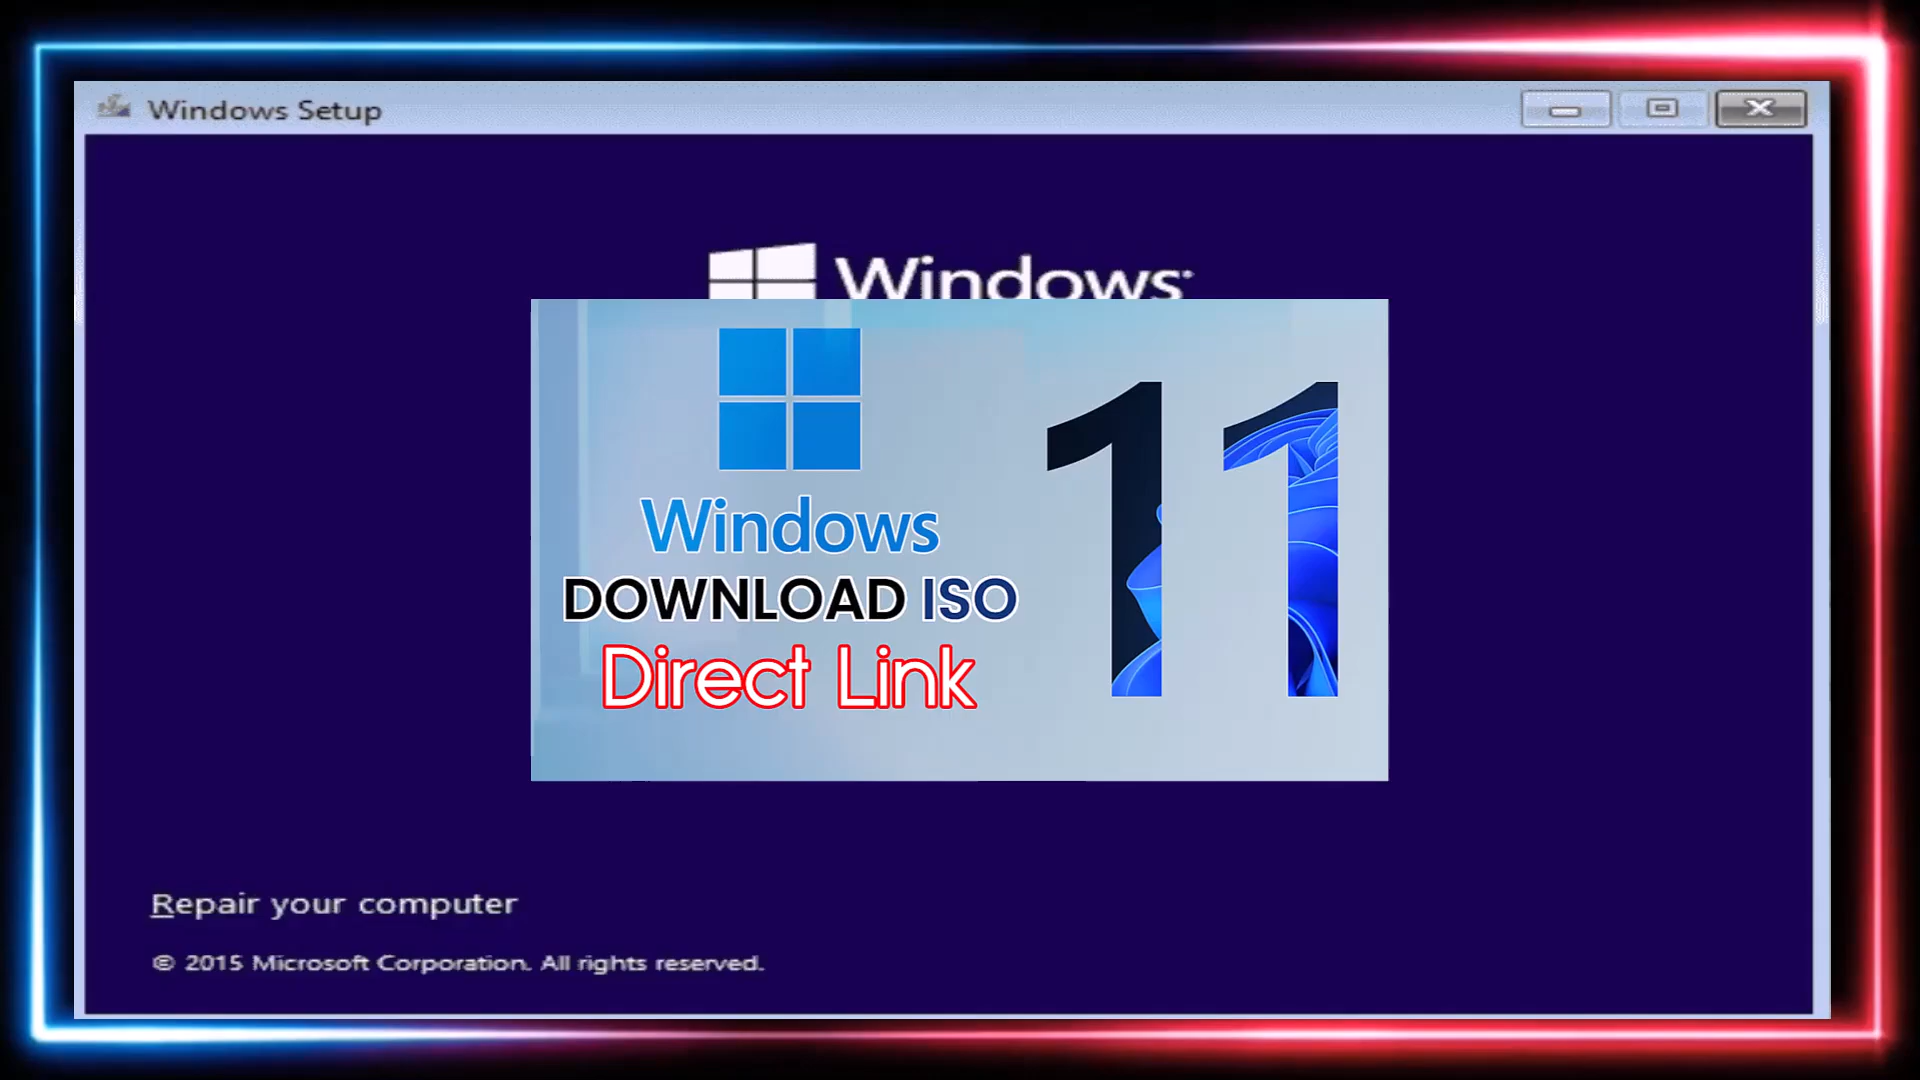 Windows Setup
Windows
Windows
DOWNLOAD ISO
Direct Link
11
Repair your computer
© 2015 Microsoft Corporation. All rights reserved.